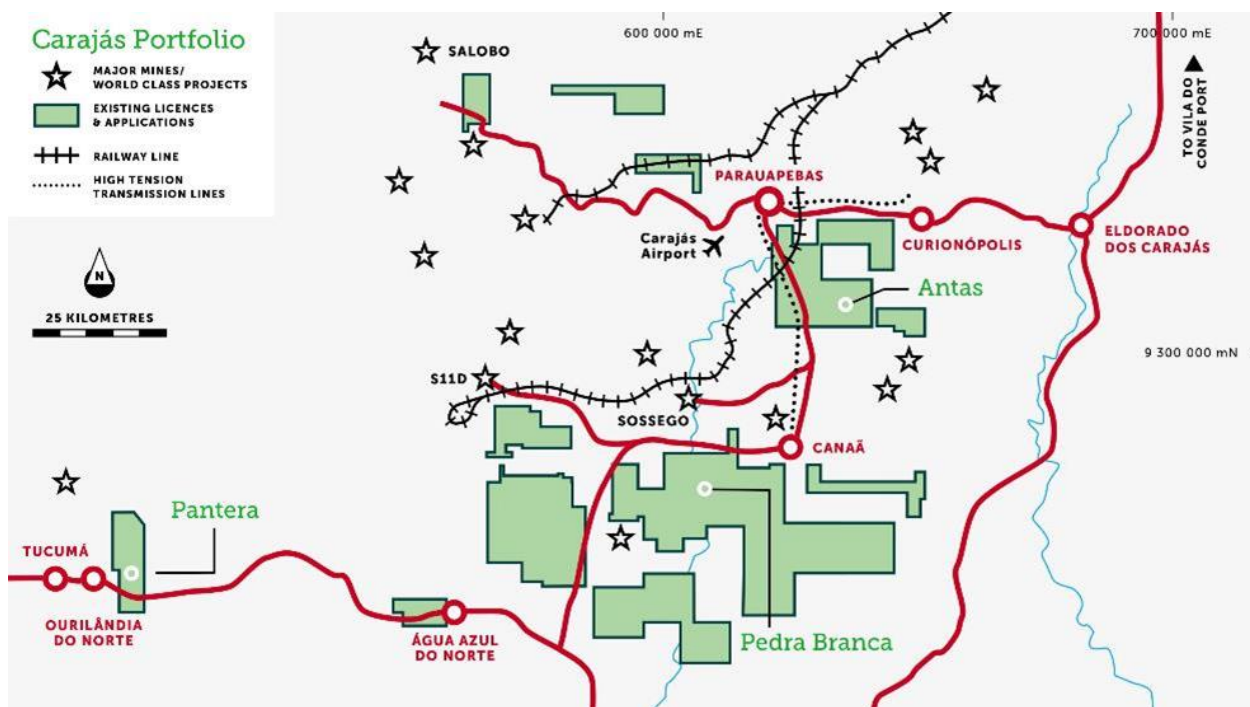 Carajás Portfolio
MAJOR MINES/
WORLD CLASS PROJECTS
EXISTING LICENCES
& APPLICATIONS
RAILWAY LINE
HIGH TENSION
TRANSMISSION LINES
N
25 KILOMETRES
600 000 mE
700 000 mE
TO VILA DO
CONDE PORT
SALOBO
PARAUAPEBAS
Carajás
Airport
CURIONÓPOLIS
ELDORADO
DOS CARAJÁS
Antas
9 300 000 mN
S11D
SOSSEGO
CANAÃ
Pantera
TUCUMÁ
OURILÂNDIA
DO NORTE
ÁGUA AZUL
DO NORTE
Pedra Branca